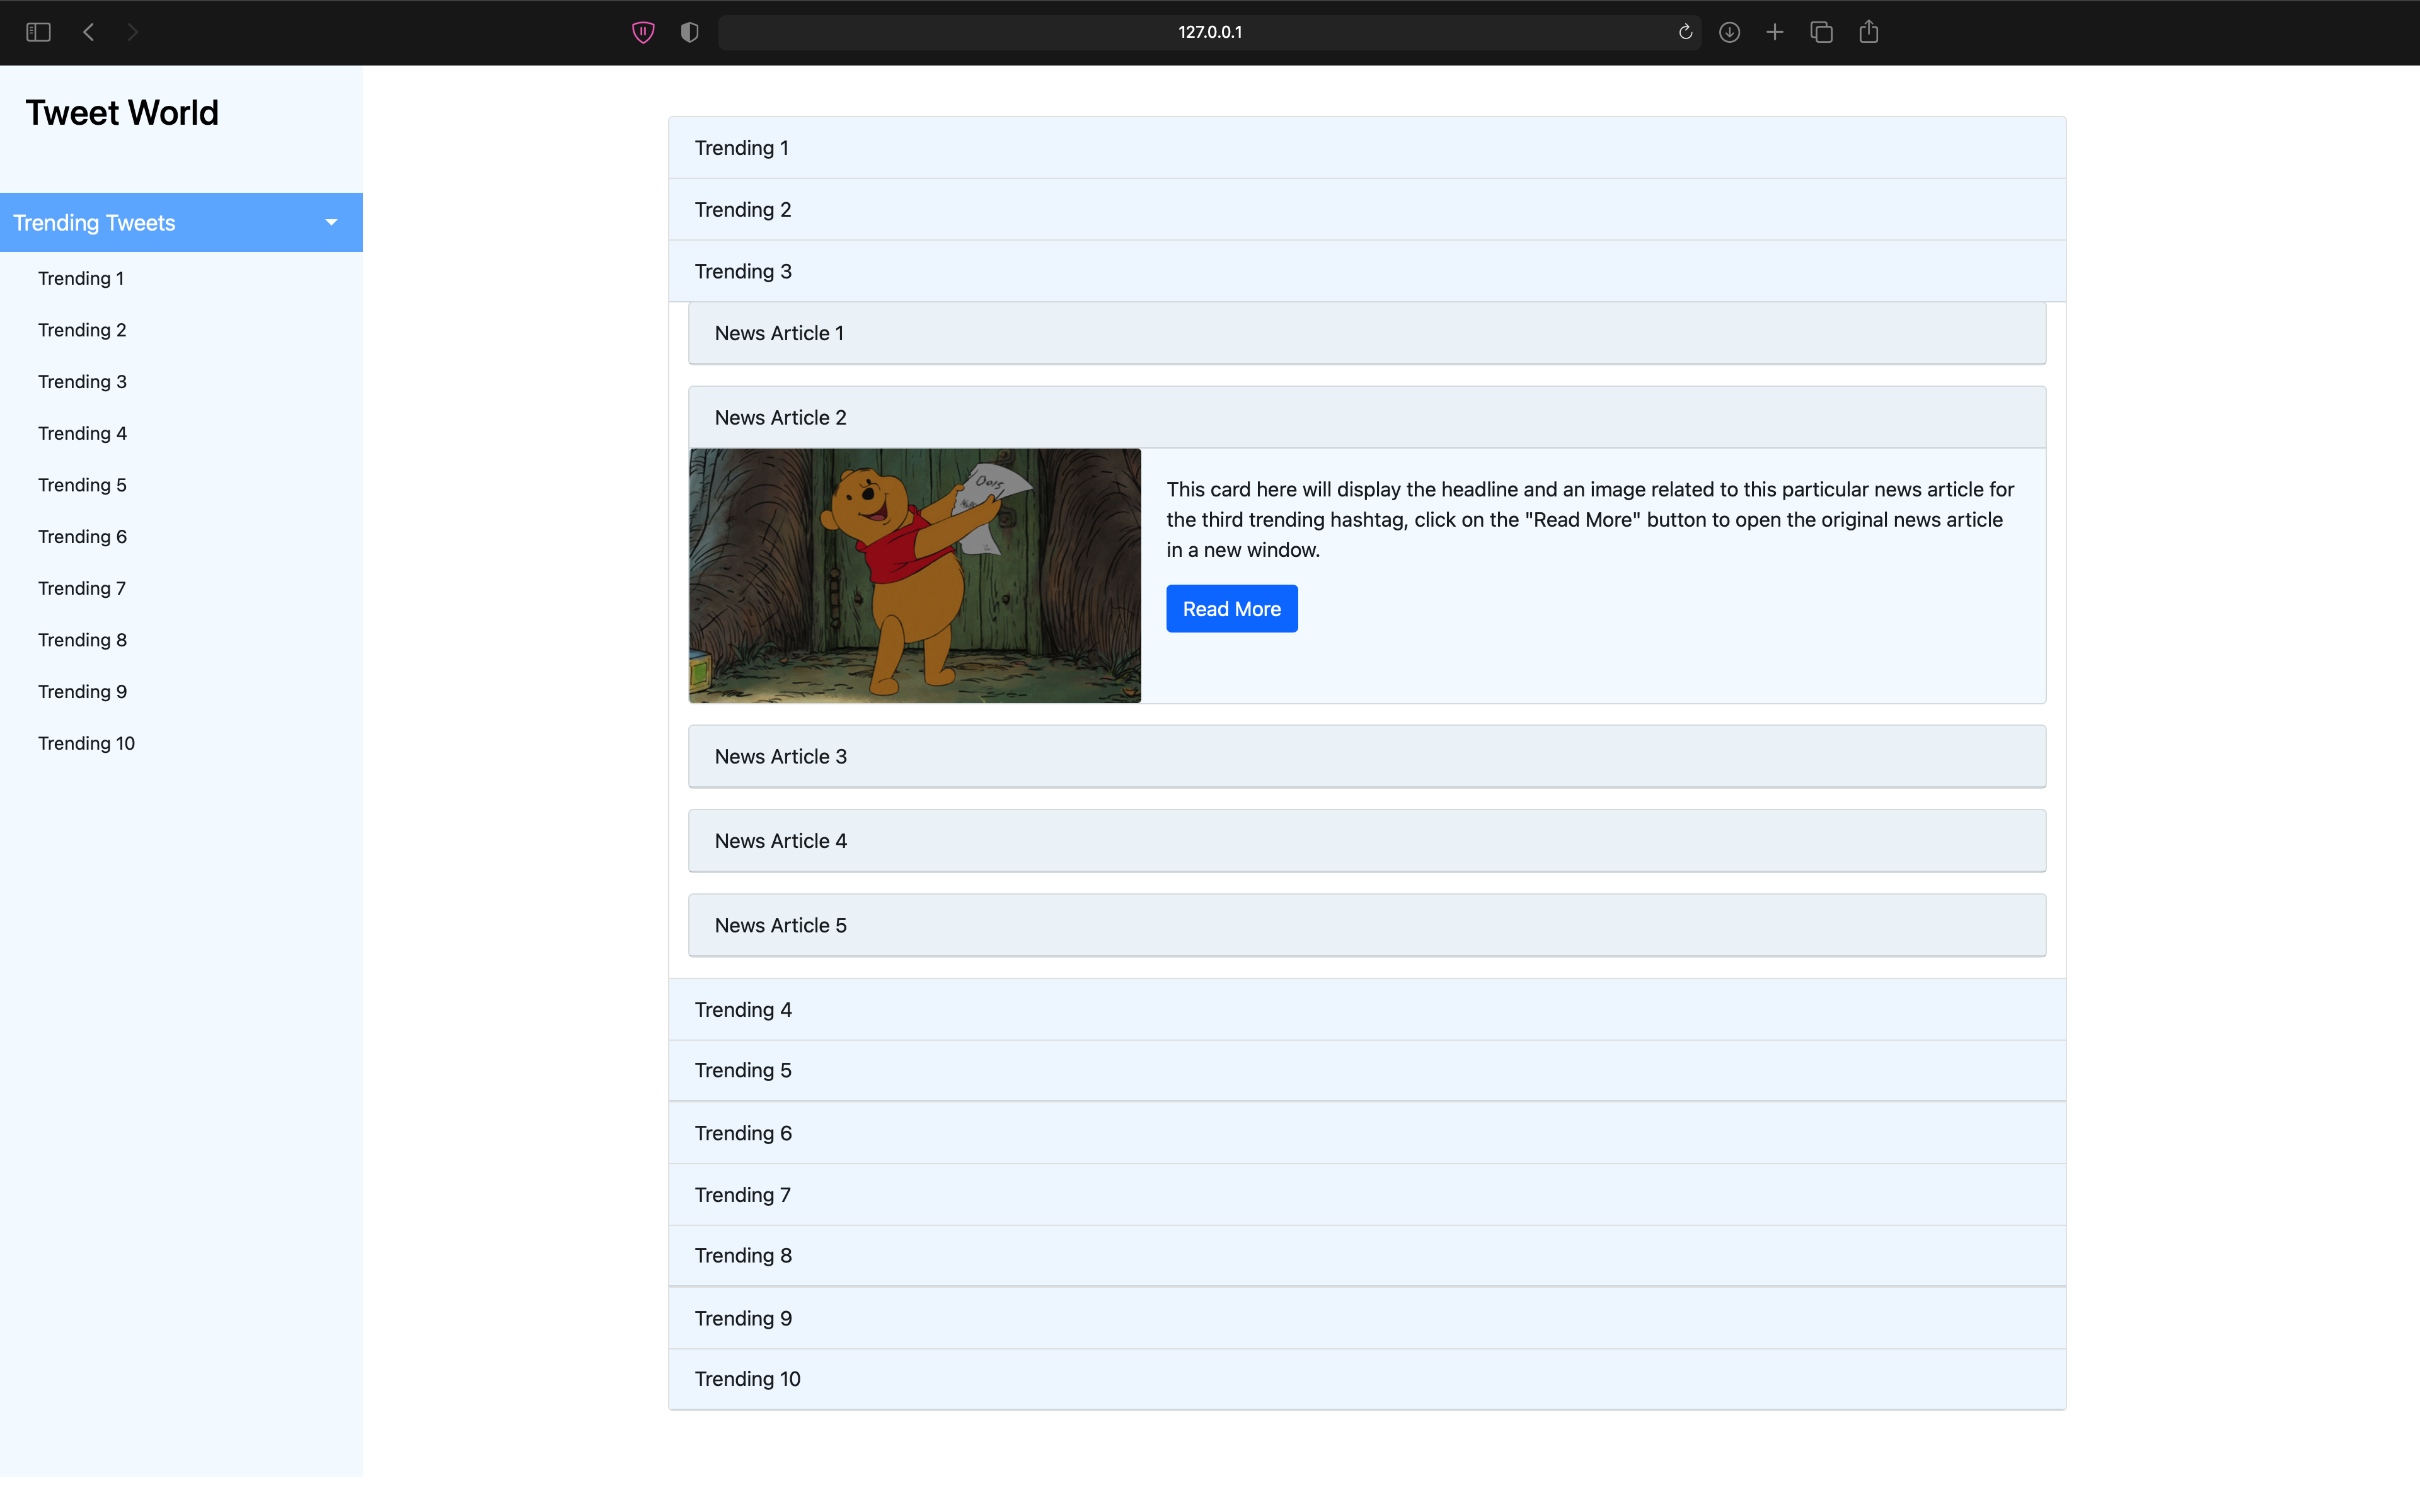 127.0.0.1
Tweet World
Trending Tweets
Trending 1
Trending 2
Trending 3
Trending 4
Trending 5
Trending 6
Trending 7
Trending 8
Trending 9
Trending 10
Trending 1
Trending 2
Trending 3
News Article 1
News Article 2
This card here will display the headline and an image related to this particular news article for
the third trending hashtag, click on the "Read More" button to open the original news article
in a new window.
Read More
News Article 3
News Article 4
News Article 5
Trending 4
Trending 5
Trending 6
Trending 7
Trending 8
Trending 9
Trending 10